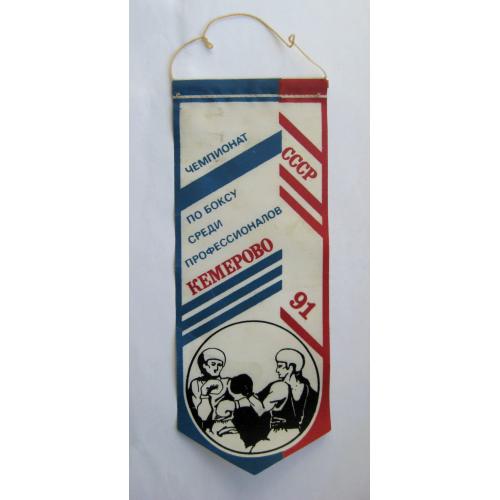 ЧЕМПИОНАТ
СССР
ПО БОКСУ
СРЕДИ
ПРОФЕССИОНАЛОВ
КЕМЕРОВО
91